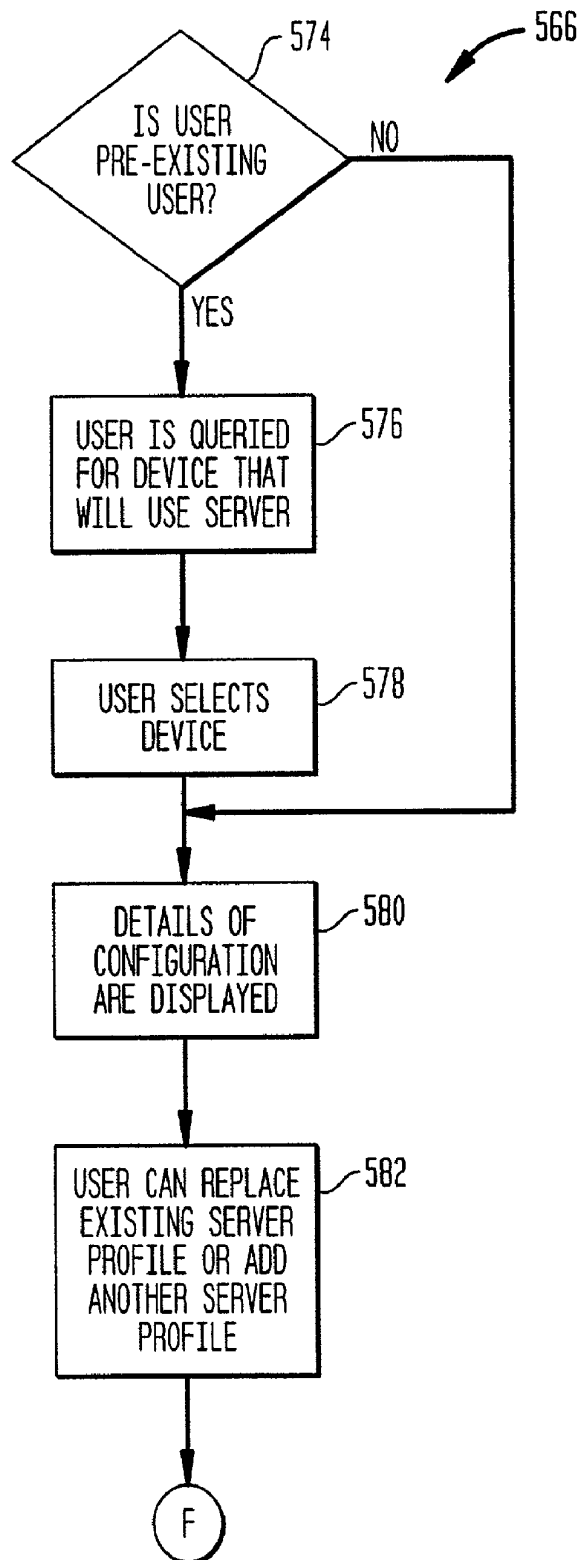 574
566
IS USER
PRE-EXISTING
USER?
NO
YES
576
USER IS QUERIED
FOR DEVICE THAT
WILL USE SERVER
578
USER SELECTS
DEVICE
580
DETAILS OF
CONFIGURATION
ARE DISPLAYED
582
USER CAN REPLACE
EXISTING SERVER
PROFILE OR ADD
ANOTHER SERVER
PROFILE
F